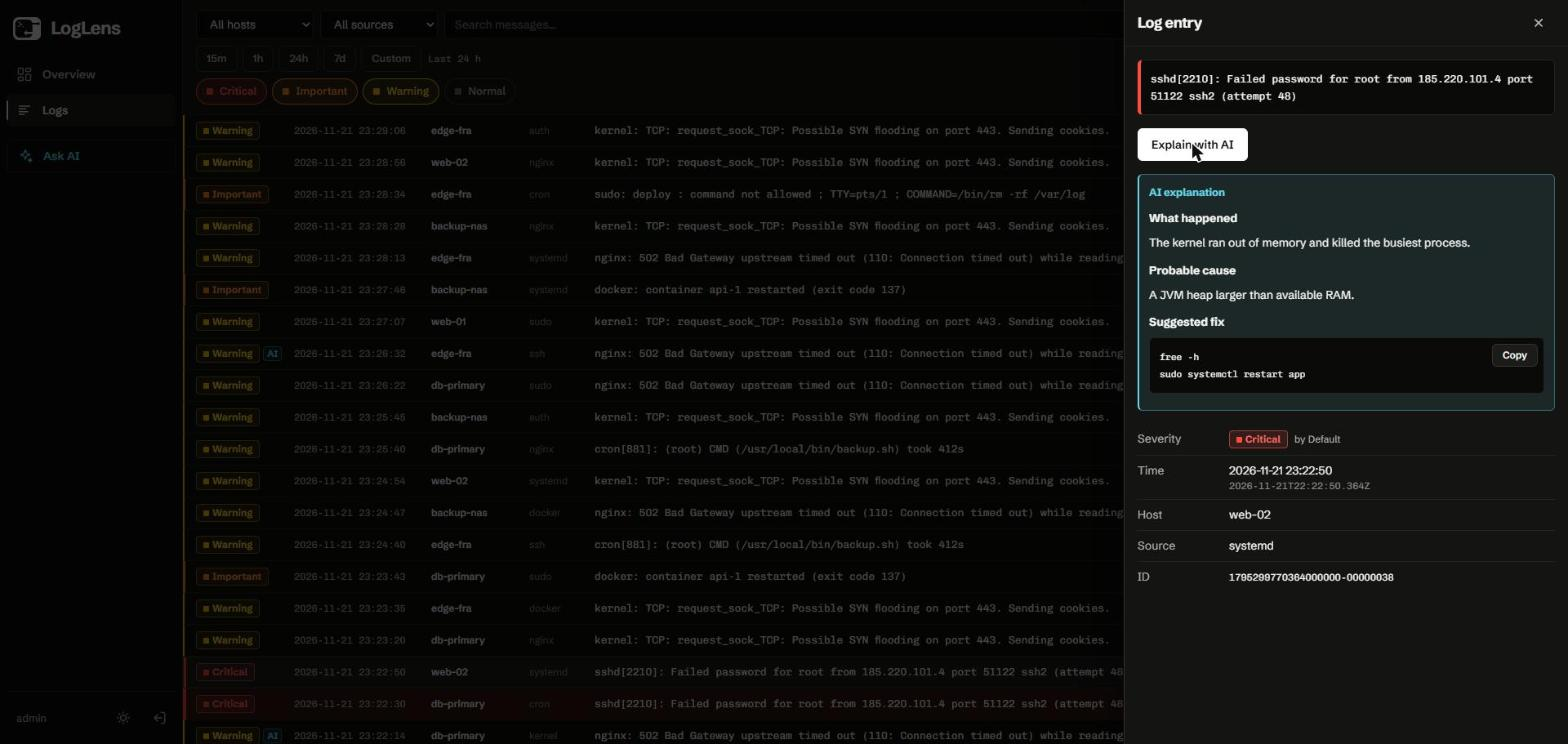 LogLens
Overview
Logs
Ask AI
admin
All hosts All sources Search messages...
15m 1h 24h 7d Custom Last 24 h
Critical Important Warning Normal
Warning 2026-11-21 23:29:06 edge-fra auth kernel: TCP: request_sock_TCP: Possible SYN flooding on port 443. Sending cookies.
Warning 2026-11-21 23:28:56 web-02 nginx kernel: TCP: request_sock_TCP: Possible SYN flooding on port 443. Sending cookies.
Important 2026-11-21 23:28:34 edge-fra cron sudo: deploy : command not allowed ; TTY=pts/1 ; COMMAND=/bin/rm -rf /var/log
Warning 2026-11-21 23:28:28 backup-nas nginx kernel: TCP: request_sock_TCP: Possible SYN flooding on port 443. Sending cookies.
Warning 2026-11-21 23:28:13 edge-fra systemd nginx: 502 Bad Gateway upstream timed out (110: Connection timed out) while reading
Important 2026-11-21 23:27:46 backup-nas systemd docker: container api-1 restarted (exit code 137)
Warning 2026-11-21 23:27:07 web-01 sudo kernel: TCP: request_sock_TCP: Possible SYN flooding on port 443. Sending cookies.
Warning AI 2026-11-21 23:26:32 edge-fra ssh nginx: 502 Bad Gateway upstream timed out (110: Connection timed out) while reading
Warning 2026-11-21 23:26:22 db-primary sudo nginx: 502 Bad Gateway upstream timed out (110: Connection timed out) while reading
Warning 2026-11-21 23:25:45 backup-nas auth kernel: TCP: request_sock_TCP: Possible SYN flooding on port 443. Sending cookies.
Warning 2026-11-21 23:25:40 db-primary nginx cron[881]: (root) CMD (/usr/local/bin/backup.sh) took 412s
Warning 2026-11-21 23:24:54 web-02 systemd kernel: TCP: request_sock_TCP: Possible SYN flooding on port 443. Sending cookies.
Warning 2026-11-21 23:24:47 backup-nas docker nginx: 502 Bad Gateway upstream timed out (110: Connection timed out) while reading
Warning 2026-11-21 23:24:40 edge-fra ssh cron[881]: (root) CMD (/usr/local/bin/backup.sh) took 412s
Important 2026-11-21 23:23:43 db-primary sudo docker: container api-1 restarted (exit code 137)
Warning 2026-11-21 23:23:35 edge-fra docker kernel: TCP: request_sock_TCP: Possible SYN flooding on port 443. Sending cookies.
Warning 2026-11-21 23:23:20 db-primary nginx kernel: TCP: request_sock_TCP: Possible SYN flooding on port 443. Sending cookies.
Critical 2026-11-21 23:22:50 web-02 systemd sshd[2210]: Failed password for root from 185.220.101.4 port 51122 ssh2 (attempt 48
Critical 2026-11-21 23:22:30 db-primary cron sshd[2210]: Failed password for root from 185.220.101.4 port 51122 ssh2 (attempt 48
Warning AI 2026-11-21 23:22:14 db-primary kernel nginx: 502 Bad Gateway upstream timed out (110: Connection timed out) while reading
Log entry
sshd[2210]: Failed password for root from 185.220.101.4 port
51122 ssh2 (attempt 48)
Explain with AI
AI explanation
What happened
The kernel ran out of memory and killed the busiest process.
Probable cause
A JVM heap larger than available RAM.
Suggested fix
Copy
free -h
sudo systemctl restart app
Severity Critical by Default
Time 2026-11-21 23:22:50
2026-11-21T22:22:50.364Z
Host web-02
Source systemd
ID 1795299770364000000-00000038